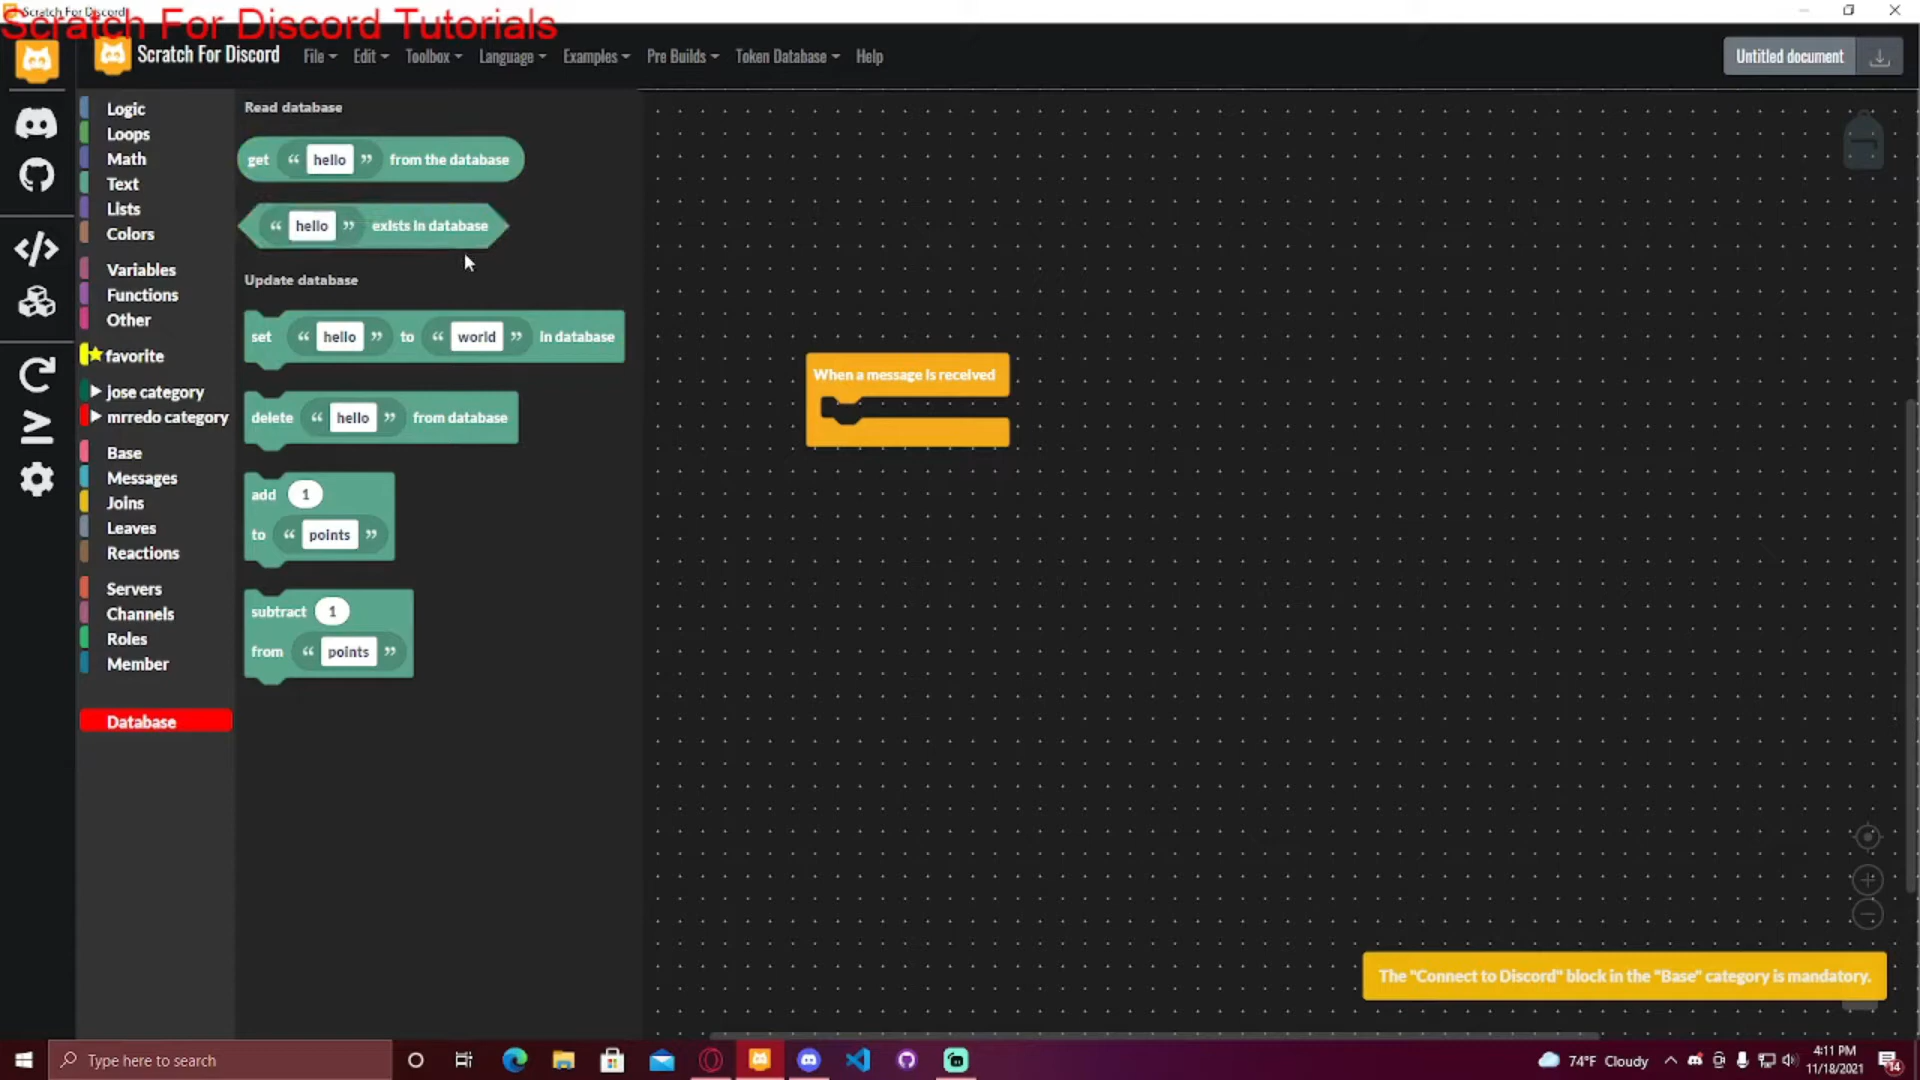 Scratch For Discord
Scratch For Discord Tutorials
Scratch For Discord File Edit Toolbox Language Examples Pre Builds Token Database Help Untitled document
Logic
Loops
Math
Text
Lists
Colors
Variables
Functions
Other
favorite
jose category
mrredo category
Base
Messages
Joins
Leaves
Reactions
Servers
Channels
Roles
Member
Database
Read database
get “ hello ” from the database
“ hello ” exists in database
Update database
set “ hello ” to “ world ” in database
delete “ hello ” from database
add 1
to “ points ”
subtract 1
from “ points ”
When a message is received
The "Connect to Discord" block in the "Base" category is mandatory.
Type here to search
74°F Cloudy
4:11 PM
11/18/2021
14